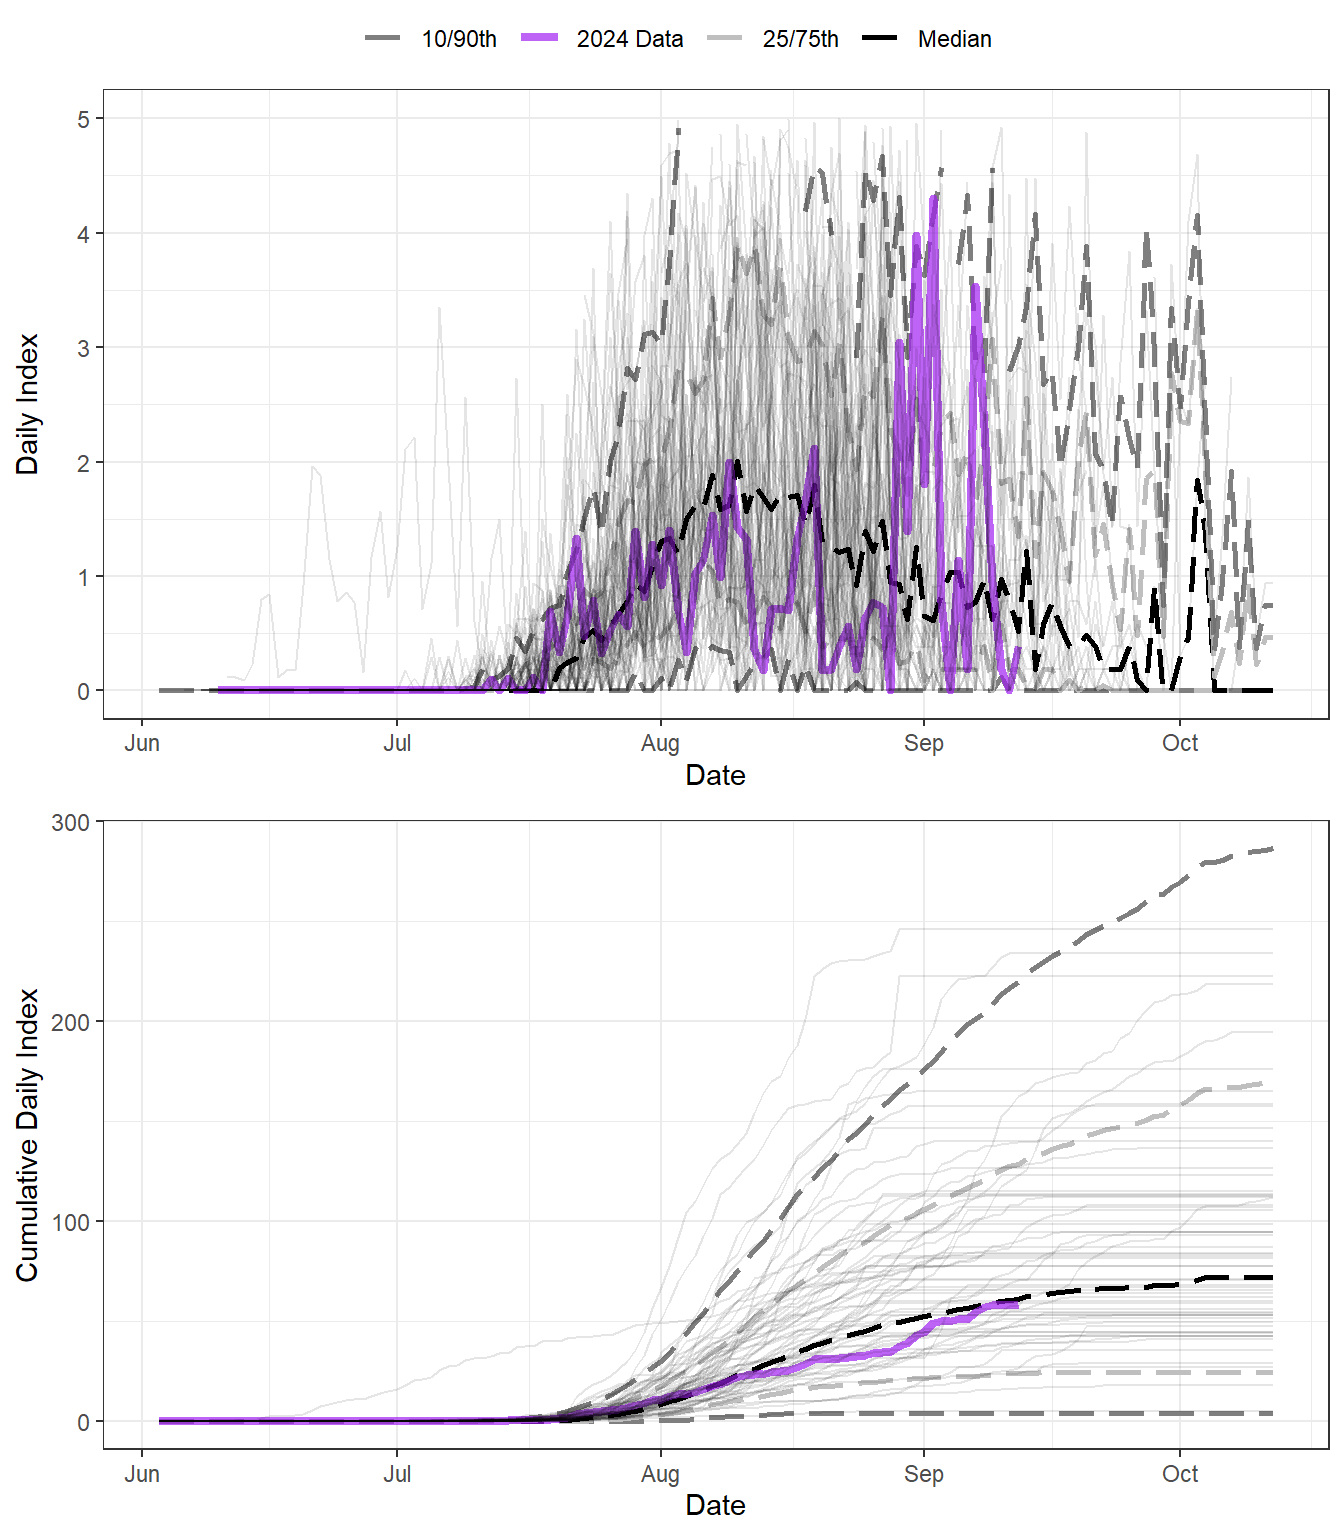 10/90th 2024 Data 25/75th Median
5
4
3
2
1
0
Daily Index
Jun Jul Aug Sep Oct
Date
300
200
100
0
Cumulative Daily Index
Jun Jul Aug Sep Oct
Date